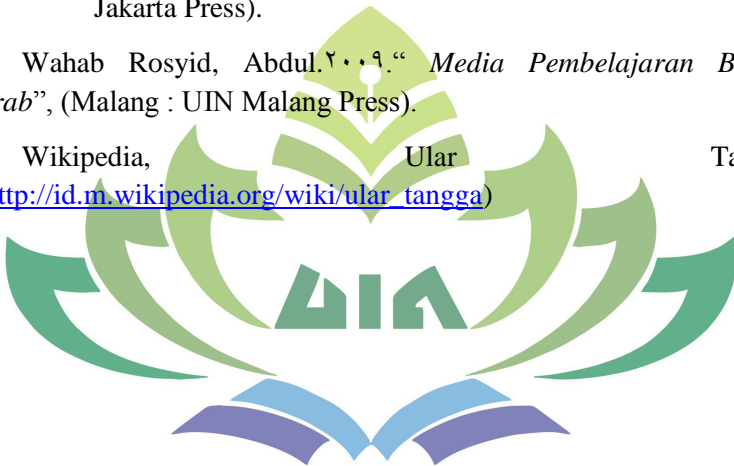 Jakarta Press).
Wahab Rosyid, Abdul.٢٠٠٩.“ Media Pembelajaran B
rab”, (Malang : UIN Malang Press).
Wikipedia, Ular Ta
ttp://id.m.wikipedia.org/wiki/ular_tangga)
UIN